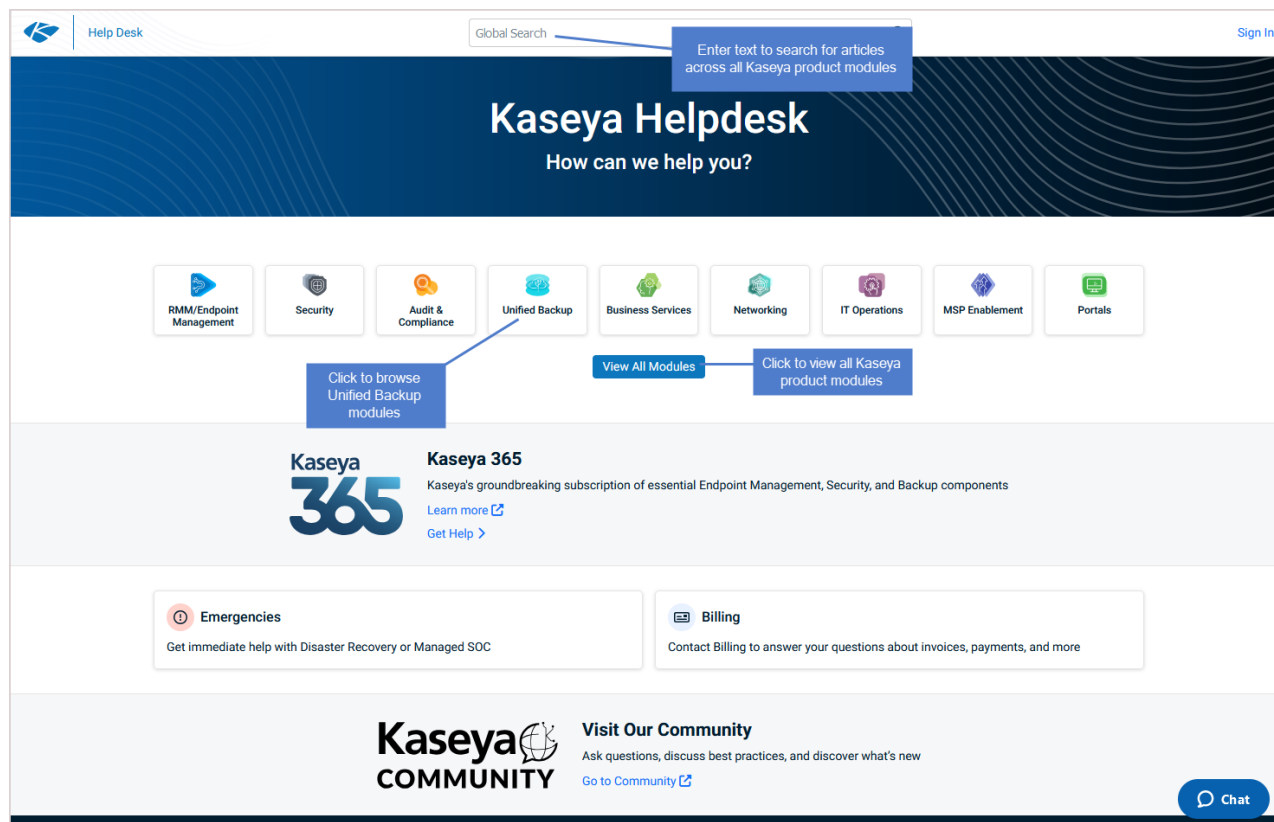 Help Desk
Global Search
Sign In
Enter text to search for articles
across all Kaseya product modules
Kaseya Helpdesk
How can we help you?
RMM/Endpoint
Management
Security
Audit &
Compliance
Unified Backup
Business Services
Networking
IT Operations
MSP Enablement
Portals
View All Modules
Click to view all Kaseya
product modules
Click to browse
Unified Backup
modules
Kaseya
365
Kaseya 365
Kaseya's groundbreaking subscription of essential Endpoint Management, Security, and Backup components
Learn more
Get Help
Emergencies
Get immediate help with Disaster Recovery or Managed SOC
Billing
Contact Billing to answer your questions about invoices, payments, and more
Kaseya
COMMUNITY
Visit Our Community
Ask questions, discuss best practices, and discover what's new
Go to Community
Chat